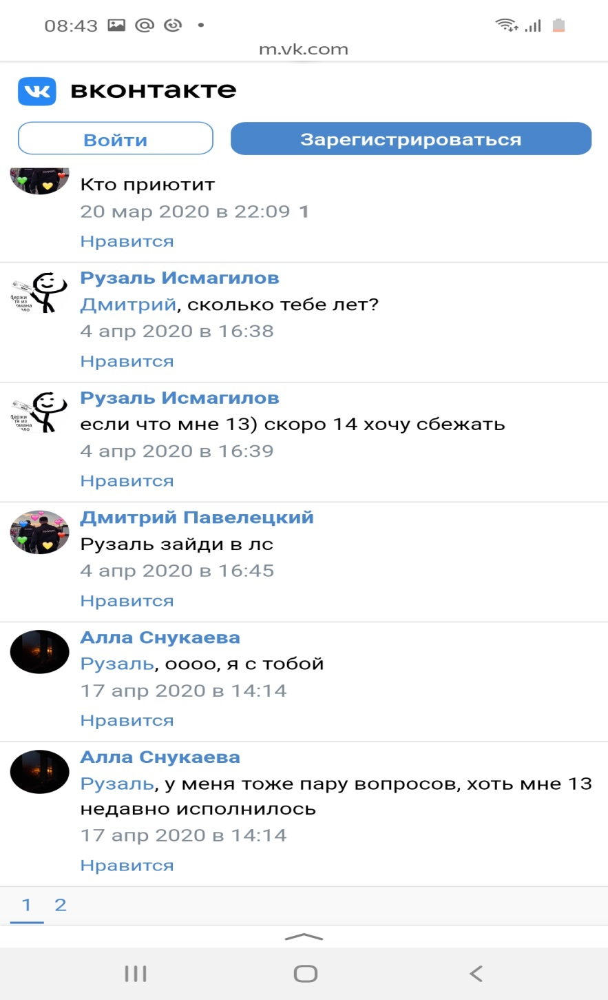 08:43
m.vk.com
вконтакте
Войти
Зарегистрироваться
Кто приютит
20 мар 2020 в 22:09 1
Нравится
Рузаль Исмагилов
Дмитрий, сколько тебе лет?
4 апр 2020 в 16:38
Нравится
Рузаль Исмагилов
если что мне 13) скоро 14 хочу сбежать
4 апр 2020 в 16:39
Нравится
Дмитрий Павелецкий
Рузаль зайди в лс
4 апр 2020 в 16:45
Нравится
Алла Снукаева
Рузаль, оооо, я с тобой
17 апр 2020 в 14:14
Нравится
Алла Снукаева
Рузаль, у меня тоже пару вопросов, хоть мне 13
недавно исполнилось
17 апр 2020 в 14:14
Нравится
1 2